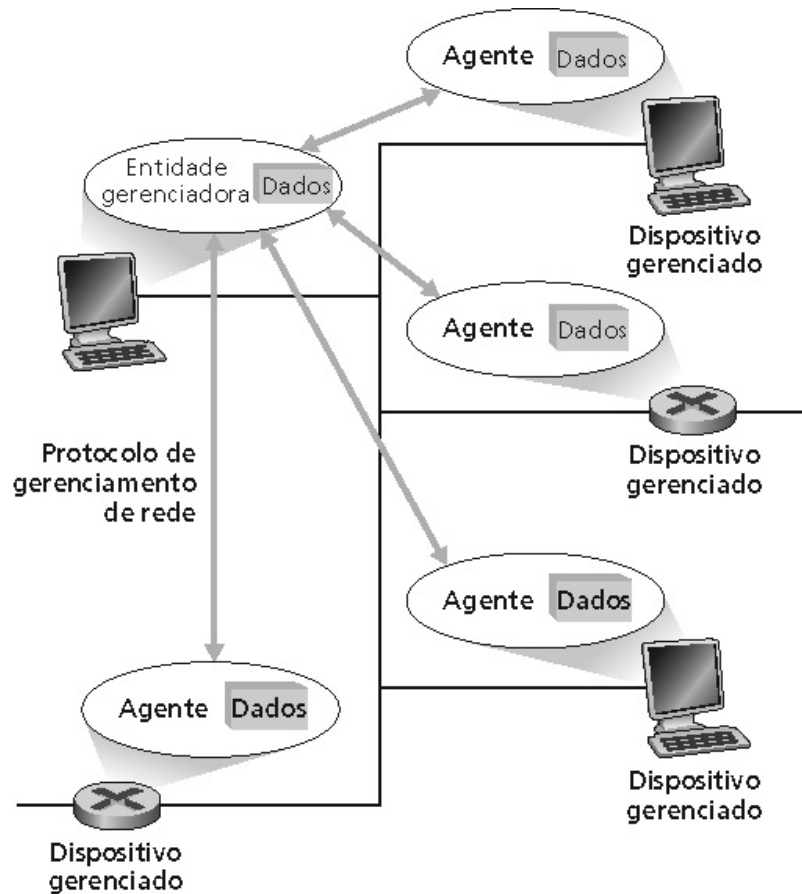 Agente Dados
Entidade
gerenciadora Dados
Dispositivo
gerenciado
Agente Dados
Protocolo de
gerenciamento
de rede
Dispositivo
gerenciado
Agente Dados
Agente Dados
Dispositivo
gerenciado
Dispositivo
gerenciado